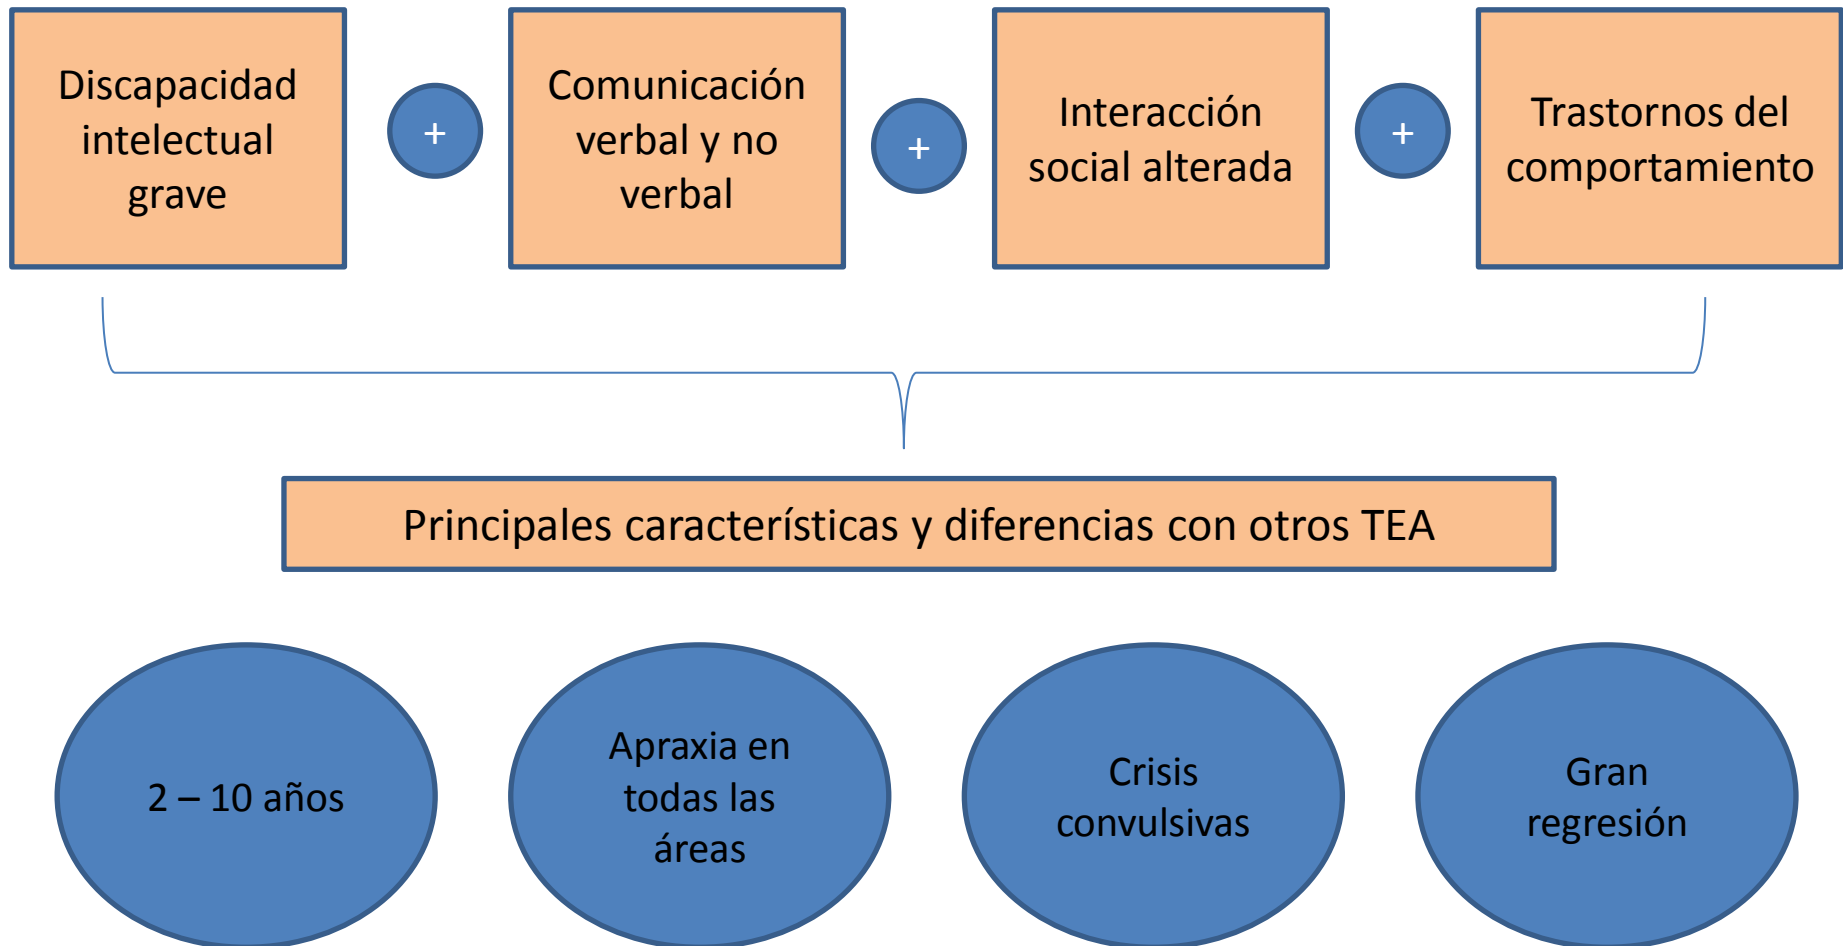 Discapacidad
intelectual
grave
+
Comunicación
verbal y no
verbal
+
Interacción
social alterada
+
Trastornos del
comportamiento
Principales características y diferencias con otros TEA
2 – 10 años
Apraxia en
todas las
áreas
Crisis
convulsivas
Gran
regresión